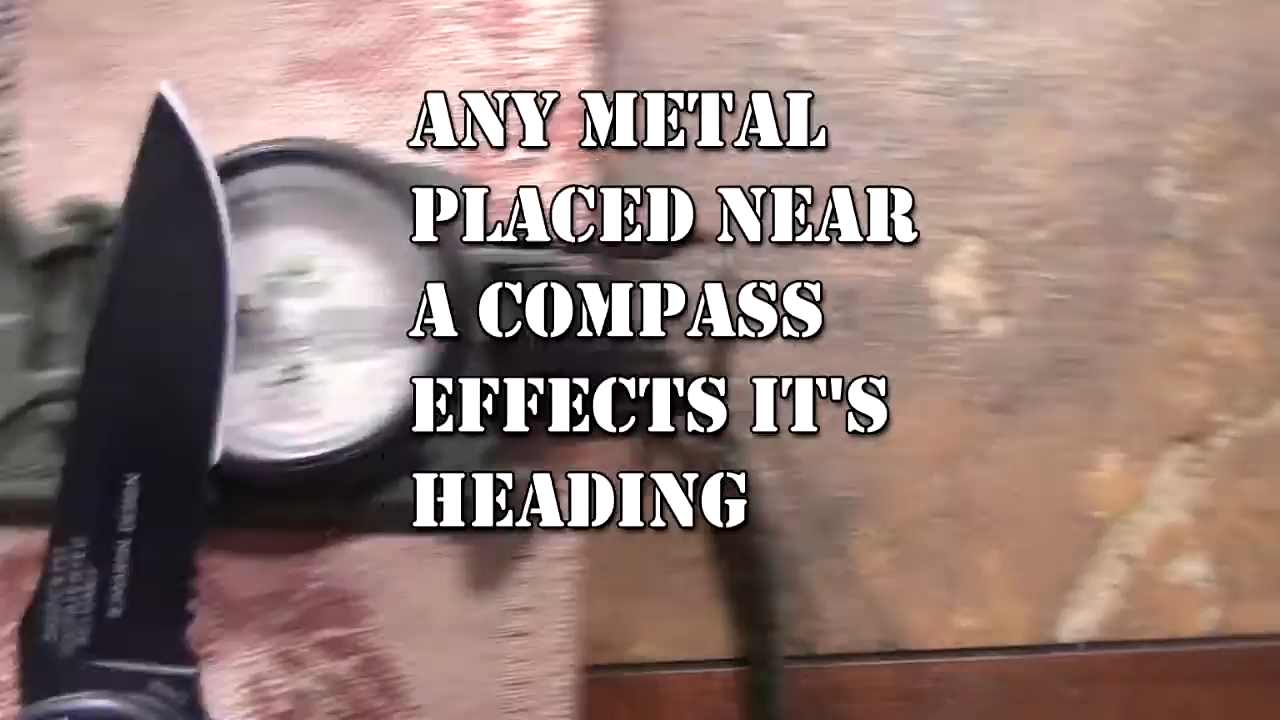 ANY METAL
PLACED NEAR
A COMPASS
EFFECTS IT'S
HEADING